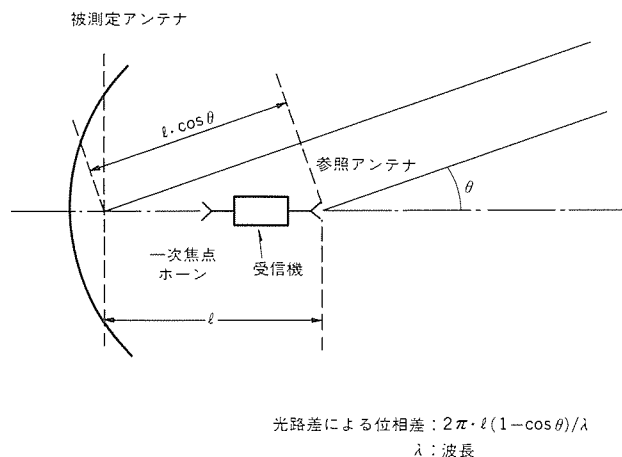 被測定アンテナ
ℓ·cosθ
参照アンテナ
θ
一次焦点
ホーン
受信機
ℓ
光路差による位相差：2π·ℓ(1−cosθ)/λ
λ：波長